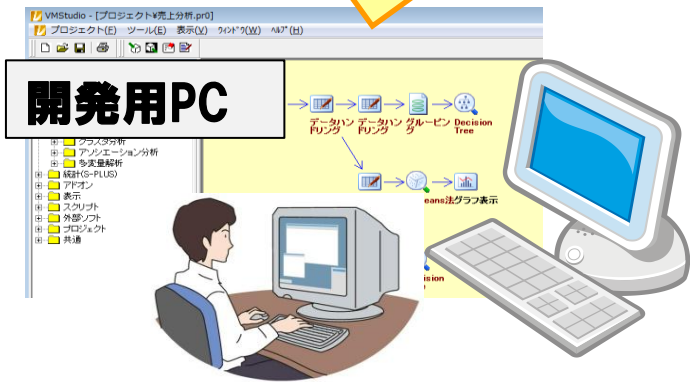 VMStudio - [プロジェクト¥売上分析.pr0]
プロジェクト(F) ツール(E) 表示(V) ウィンドウ(W) ヘルプ(H)
開発用PC
クラスタ分析
アソシエーション分析
多変量解析
統計(S-PLUS)
アドオン
表示
スクリプト
外部ソフト
プロジェクト
共通
データハンドリング
データハンドリング
グルーピング
Decision Tree
eans法
グラフ表示
ision